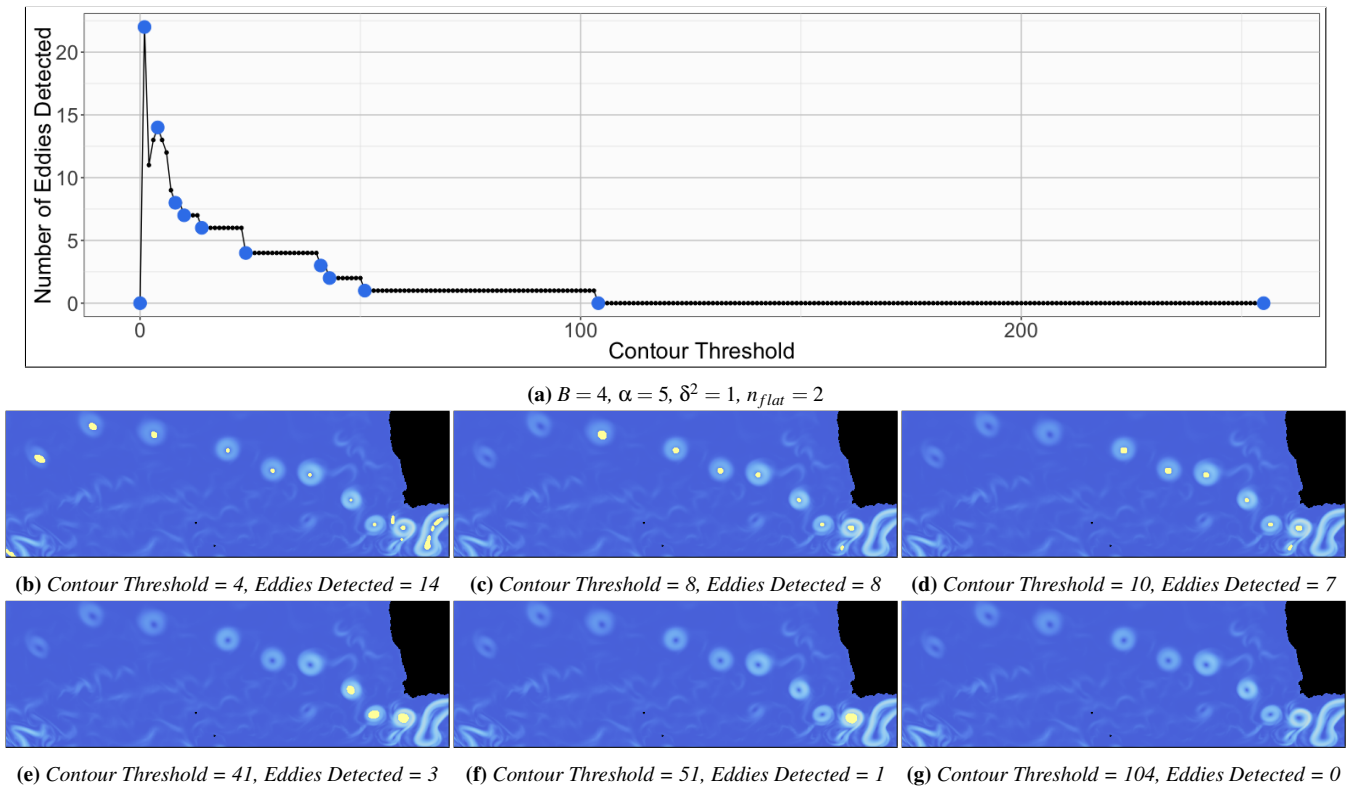 Number of Eddies Detected
20
15
10
5
0
0
100
200
Contour Threshold
(a) B = 4, α = 5, δ² = 1, n_flat = 2
(b) Contour Threshold = 4, Eddies Detected = 14
(c) Contour Threshold = 8, Eddies Detected = 8
(d) Contour Threshold = 10, Eddies Detected = 7
(e) Contour Threshold = 41, Eddies Detected = 3
(f) Contour Threshold = 51, Eddies Detected = 1
(g) Contour Threshold = 104, Eddies Detected = 0